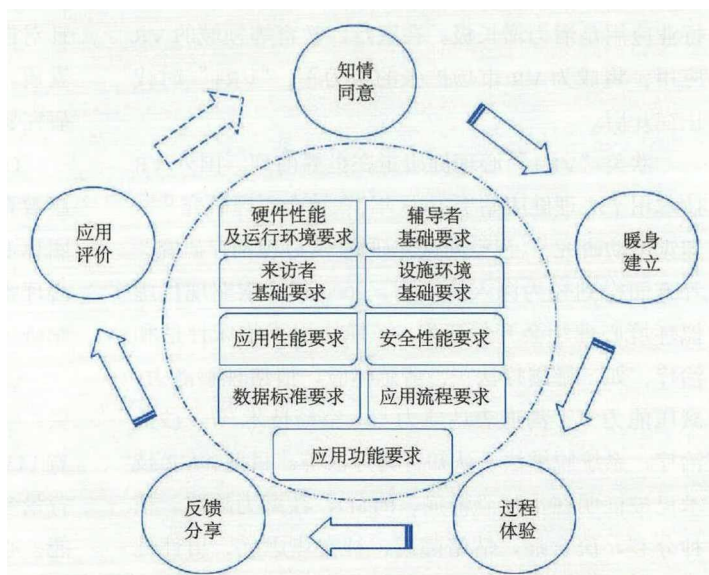 知情
同意
应用
评价
暖身
建立
硬件性能
及运行环境要求
辅导者
基础要求
来访者
基础要求
设施环境
基础要求
应用性能要求
安全性能要求
数据标准要求
应用流程要求
应用功能要求
反馈
分享
过程
体验